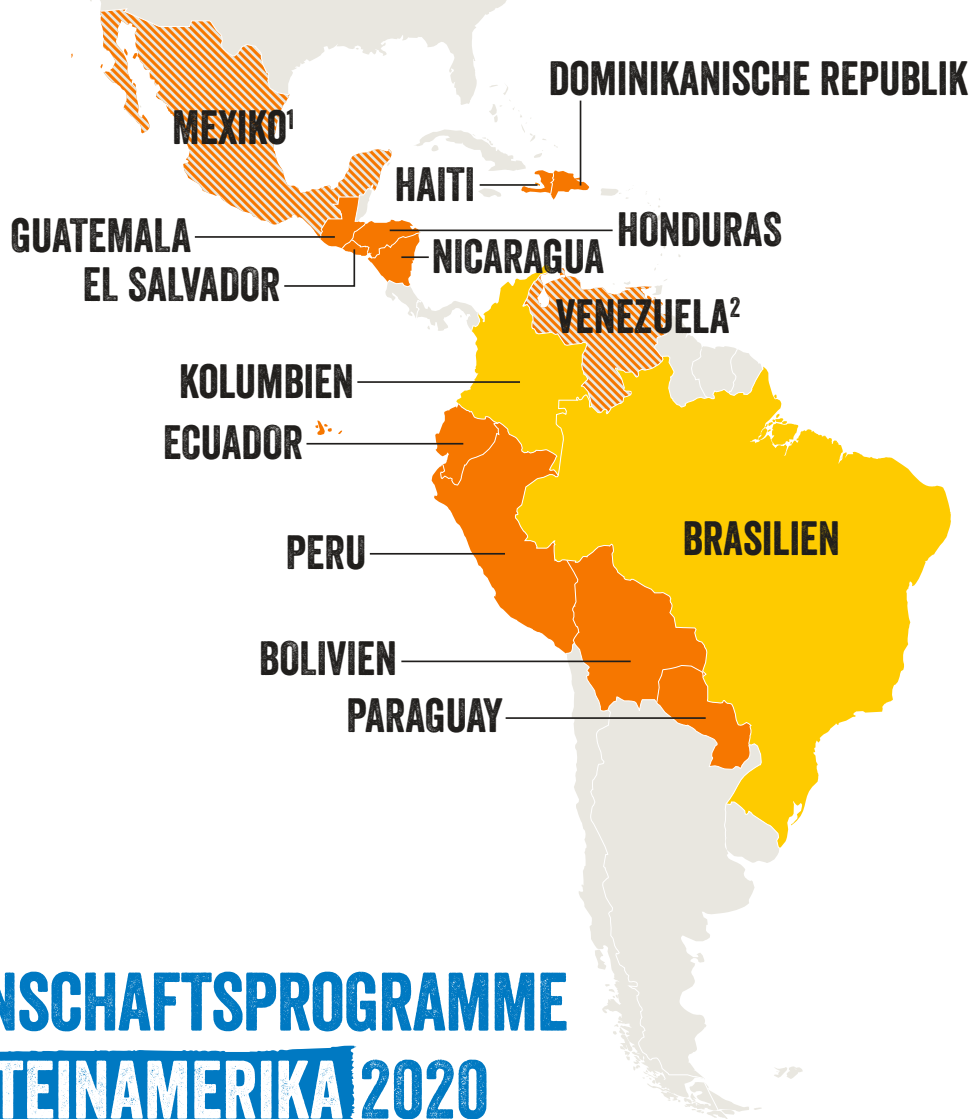 DOMINIKANISCHE REPUBLIK
MEXIKO¹
HAITI
GUATEMALA
HONDURAS
NICARAGUA
EL SALVADOR
VENEZUELA²
KOLUMBIEN
ECUADOR
BRASILIEN
PERU
BOLIVIEN
PARAGUAY
NSCHAFTSPROGRAMME
TEINAMERIKA 2020